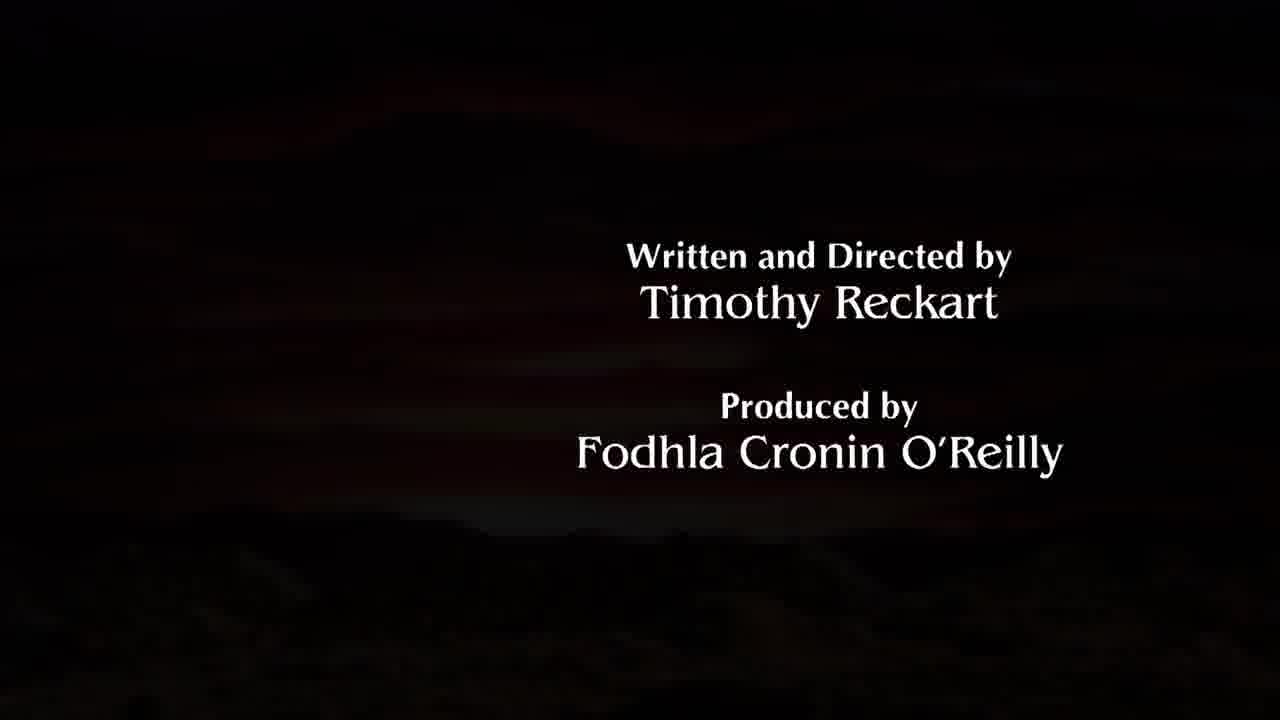 Written and Directed by
Timothy Reckart
Produced by
Fodhla Cronin O'Reilly